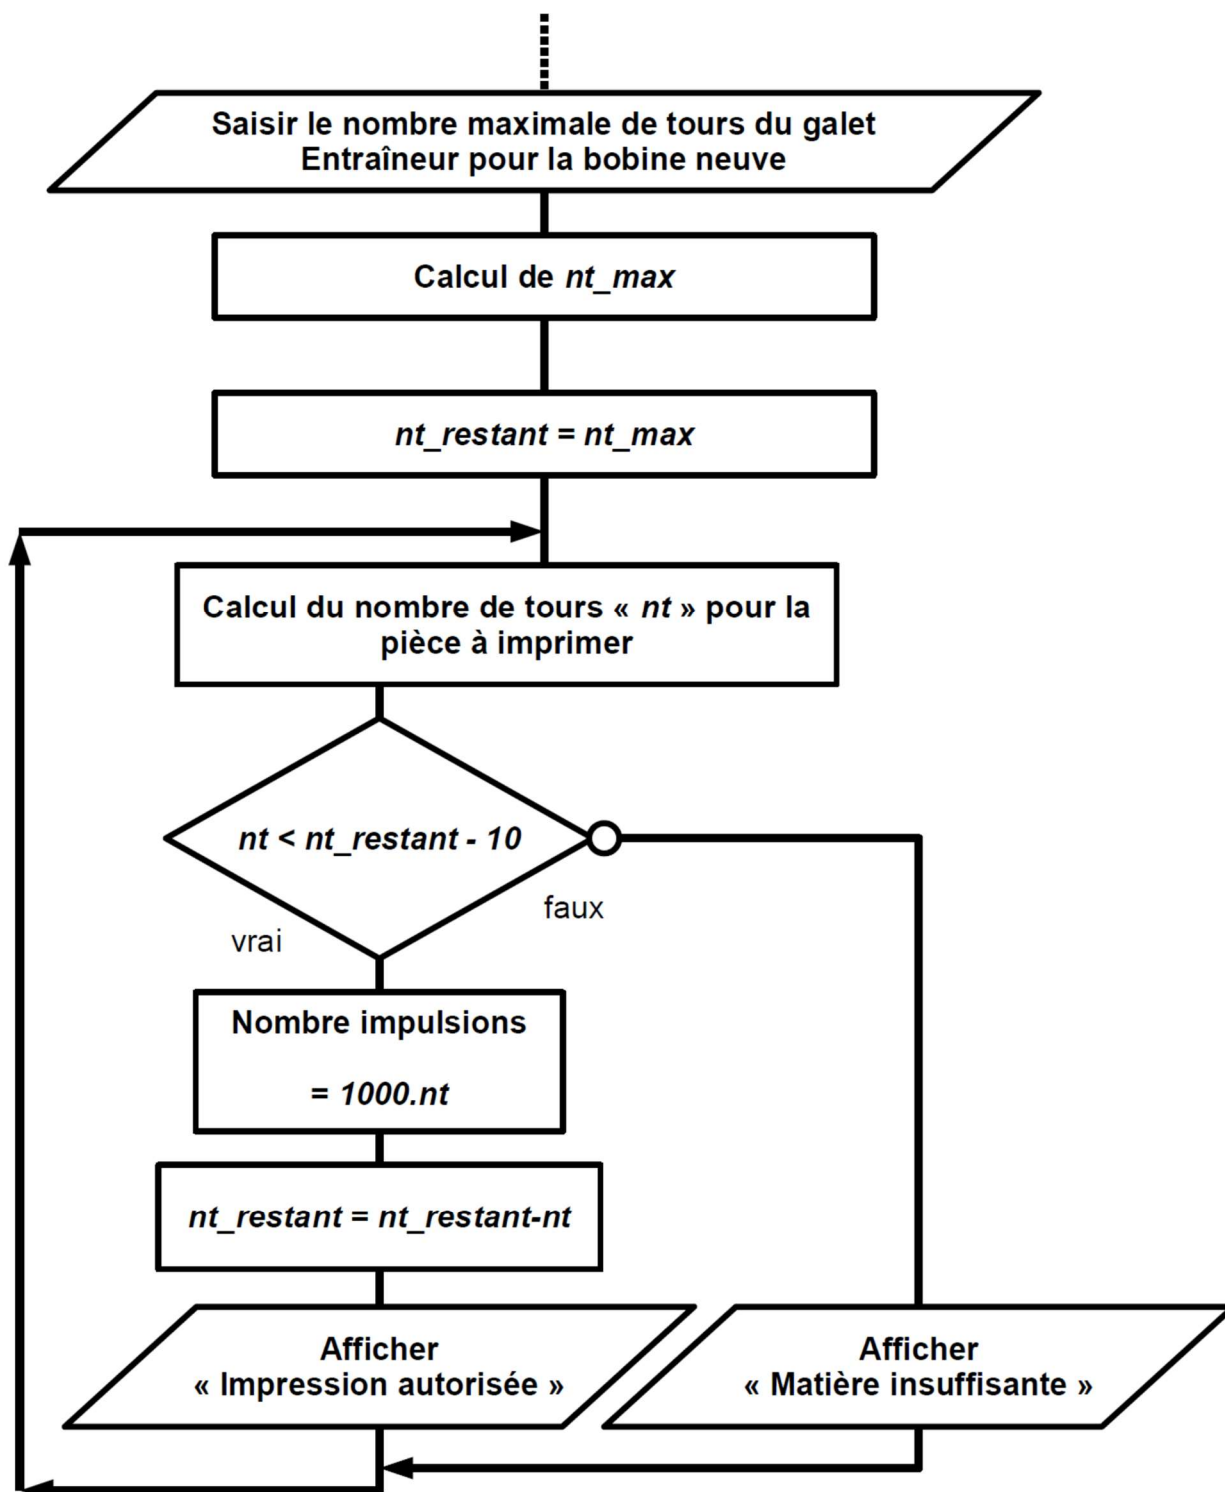 Saisir le nombre maximale de tours du galet
Entraîneur pour la bobine neuve
Calcul de nt_max
nt_restant = nt_max
Calcul du nombre de tours « nt » pour la
pièce à imprimer
nt < nt_restant - 10
faux
vrai
Nombre impulsions
= 1000.nt
nt_restant = nt_restant-nt
Afficher
« Impression autorisée »
Afficher
« Matière insuffisante »